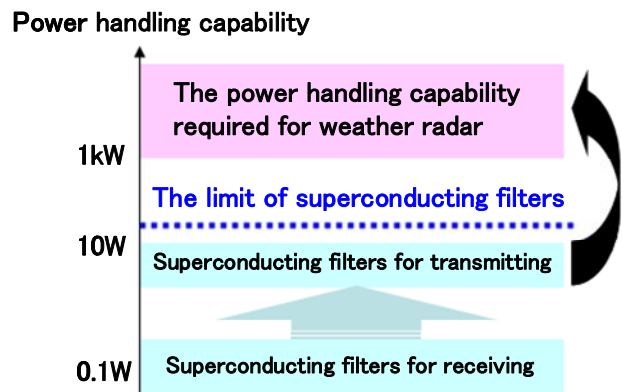 Power handling capability
The power handling capability
required for weather radar
1kW
The limit of superconducting filters
10W
Superconducting filters for transmitting
Superconducting filters for receiving
0.1W